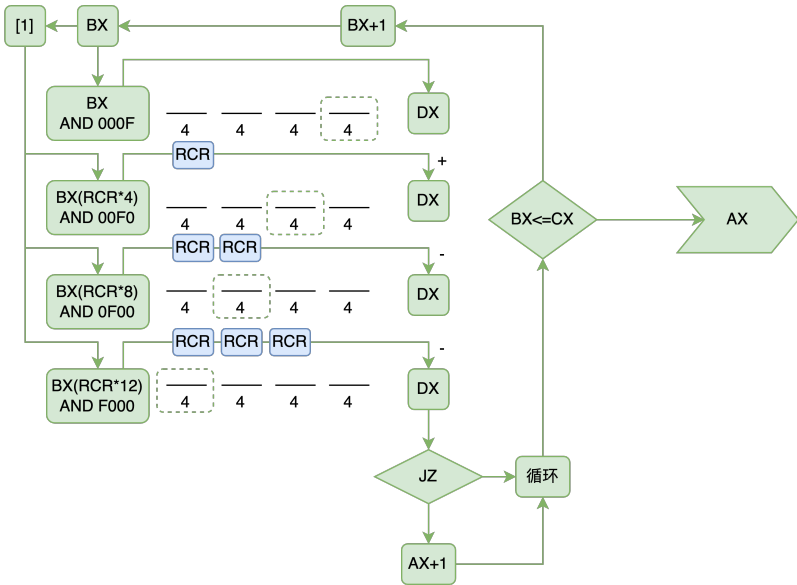 [1]
BX
BX+1
BX
AND 000F
4
4
4
4
DX
RCR
+
BX(RCR*4)
AND 00F0
4
4
4
4
DX
BX<=CX
AX
RCR
RCR
-
BX(RCR*8)
AND 0F00
4
4
4
4
DX
RCR
RCR
RCR
-
BX(RCR*12)
AND F000
4
4
4
4
DX
JZ
循环
AX+1